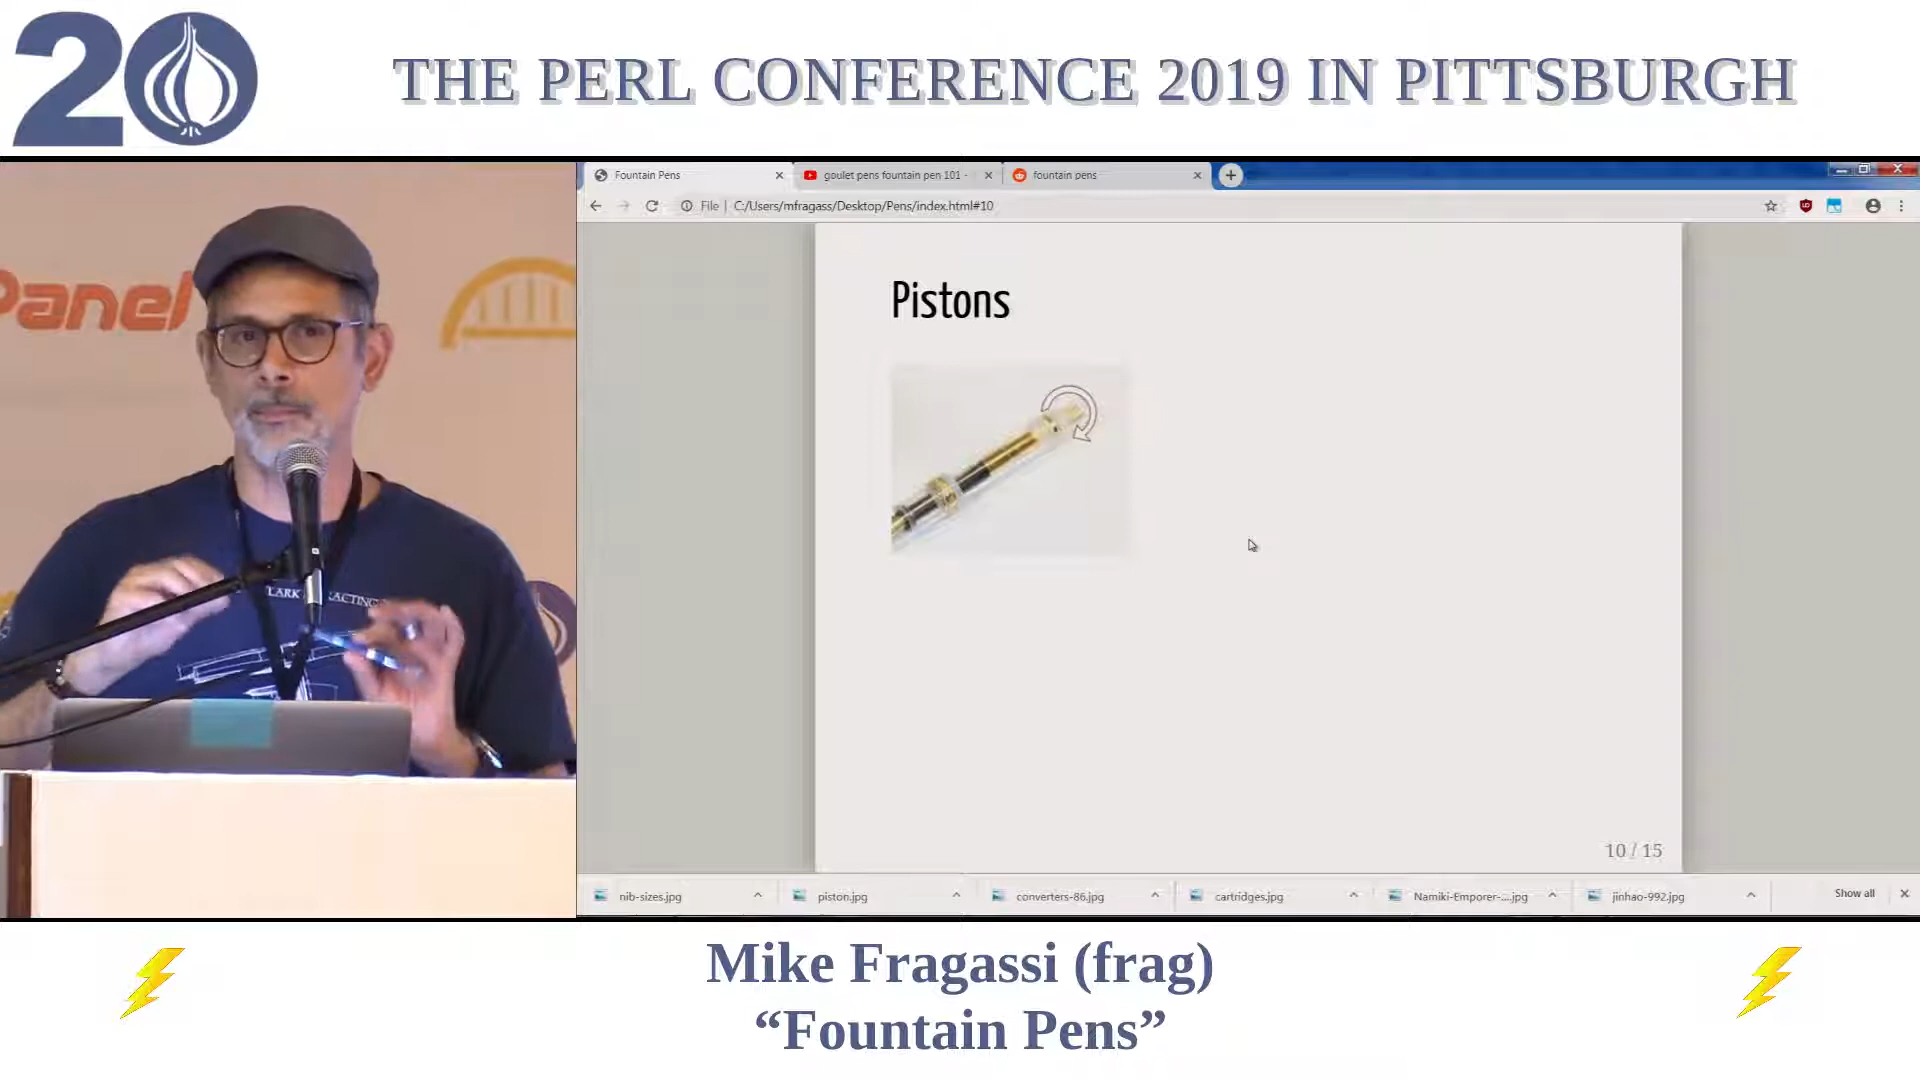 20
THE PERL CONFERENCE 2019 IN PITTSBURGH
Panel
Fountain Pens
goulet pens fountain pen 101 -
fountain pens
File | C:/Users/mfragass/Desktop/Pens/index.html#10
Pistons
10 / 15
nib-sizes.jpg
piston.jpg
converters-86.jpg
cartridges.jpg
Namiki-Emporer-....jpg
jinhao-992.jpg
Show all
Mike Fragassi (frag)
“Fountain Pens”